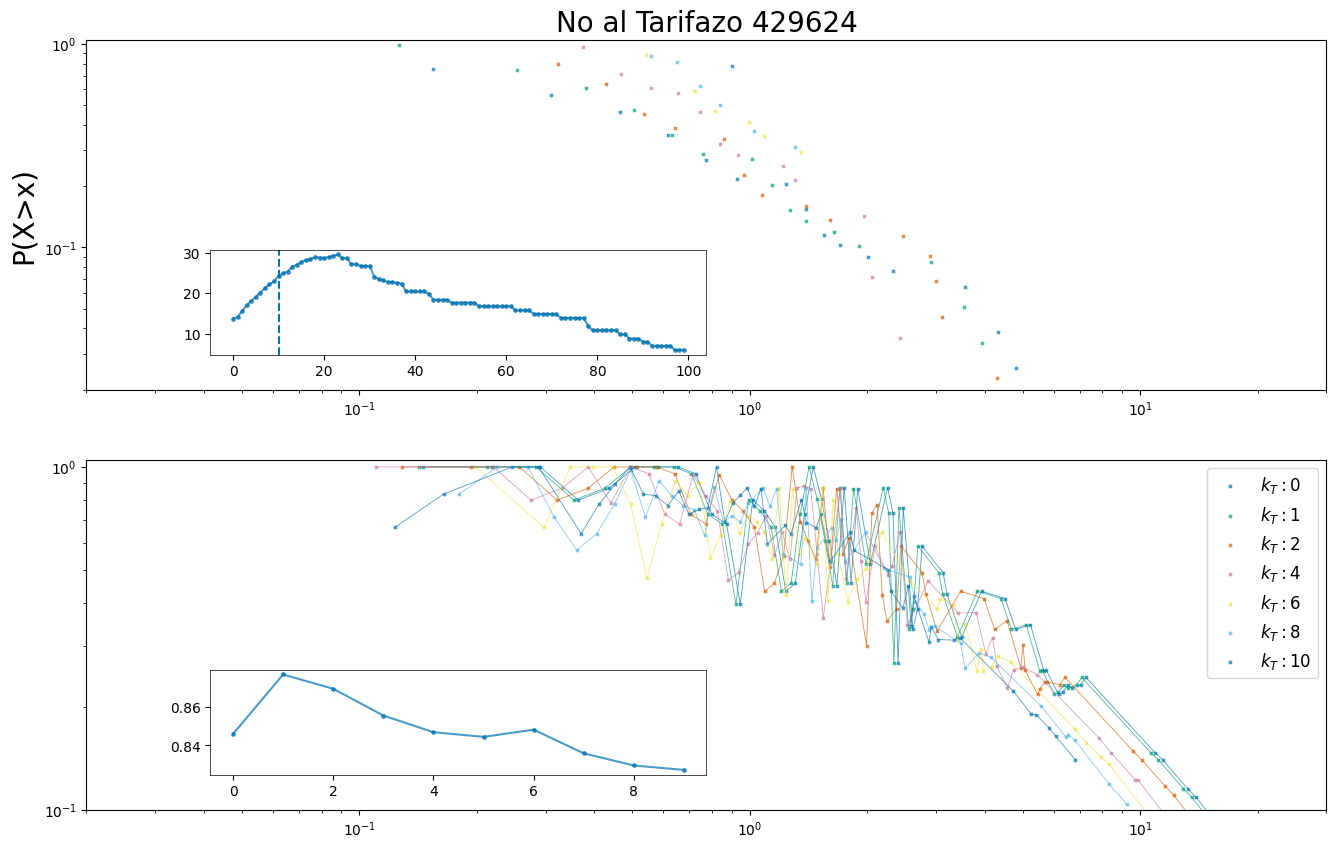 No al Tarifazo 429624
10⁰
P(X>x)
10⁻¹
30
20
10
0 20 40 60 80 100
10⁻¹ 10⁰ 10¹
10⁰
k_T : 0
k_T : 1
k_T : 2
k_T : 4
k_T : 6
k_T : 8
k_T : 10
0.86
0.84
0 2 4 6 8
10⁻¹
10⁻¹ 10⁰ 10¹